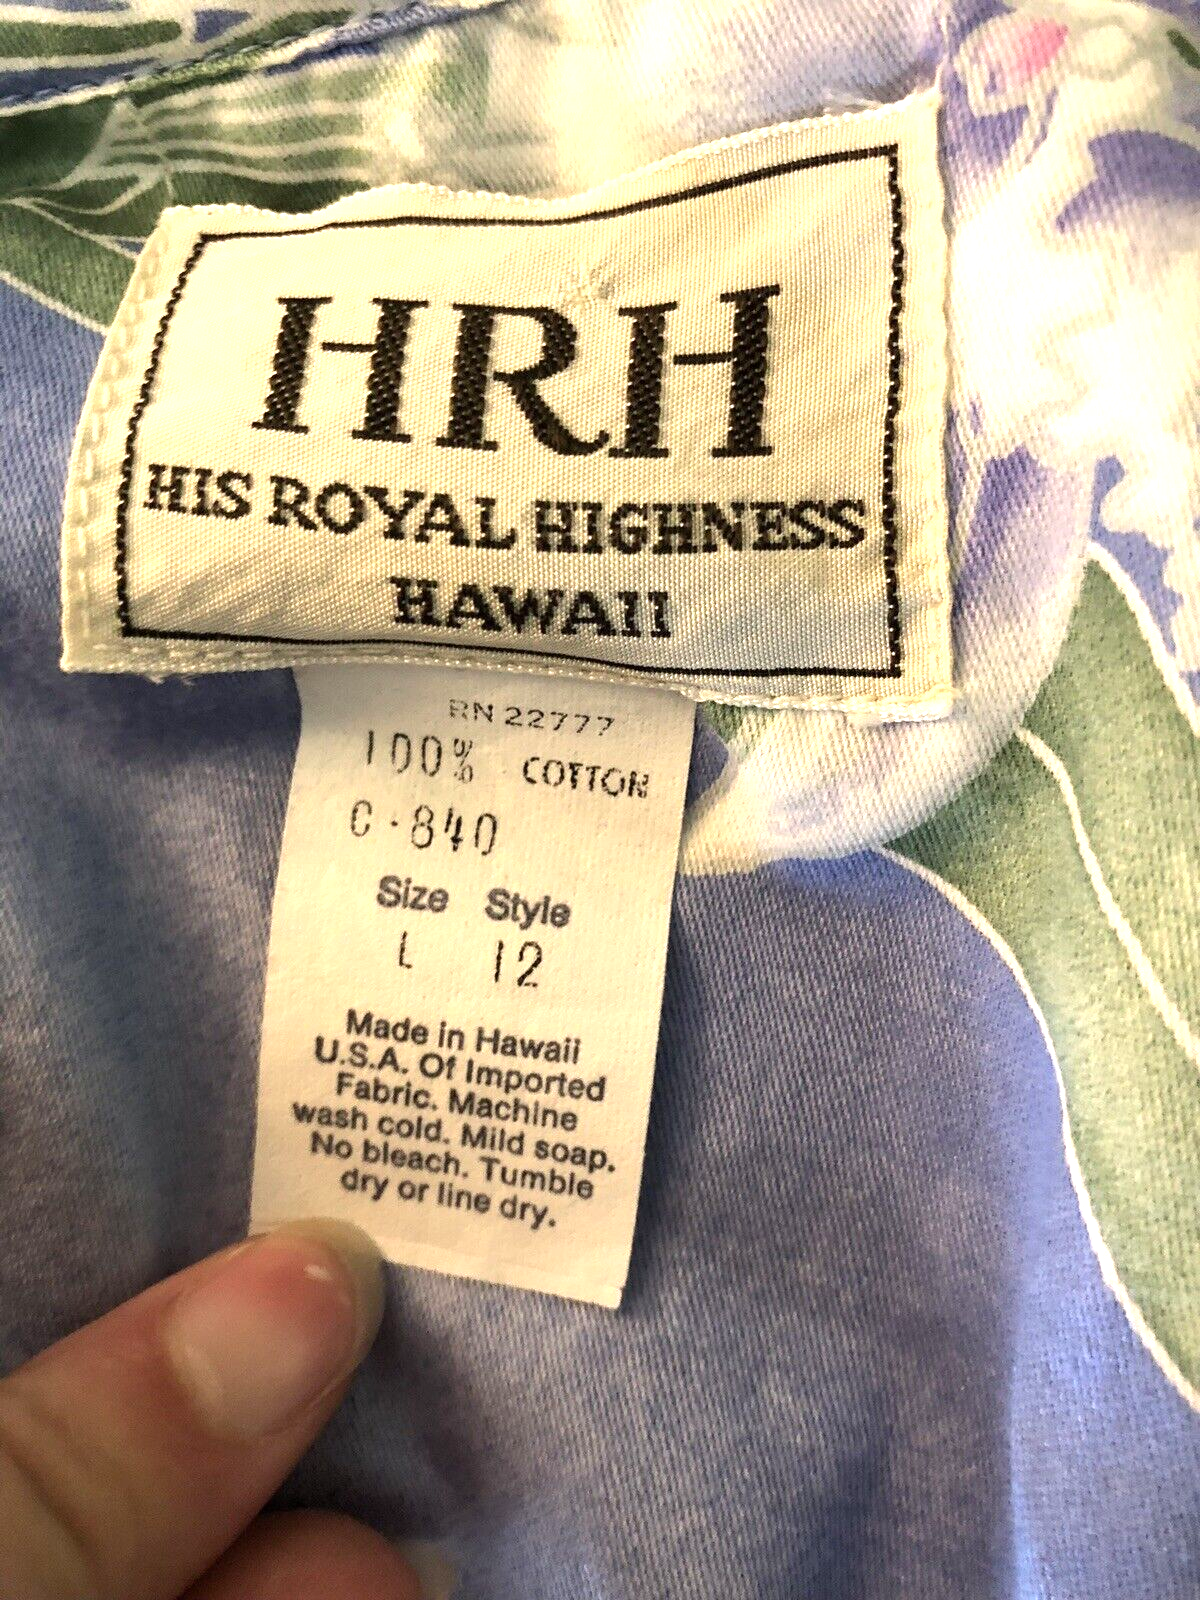 HRH
HIS ROYAL HIGHNESS
HAWAII
RN 22777
100% COTTON
C-840
Size Style
L 12
Made in Hawaii
U.S.A. Of Imported
Fabric. Machine
wash cold. Mild soap.
No bleach. Tumble
dry or line dry.